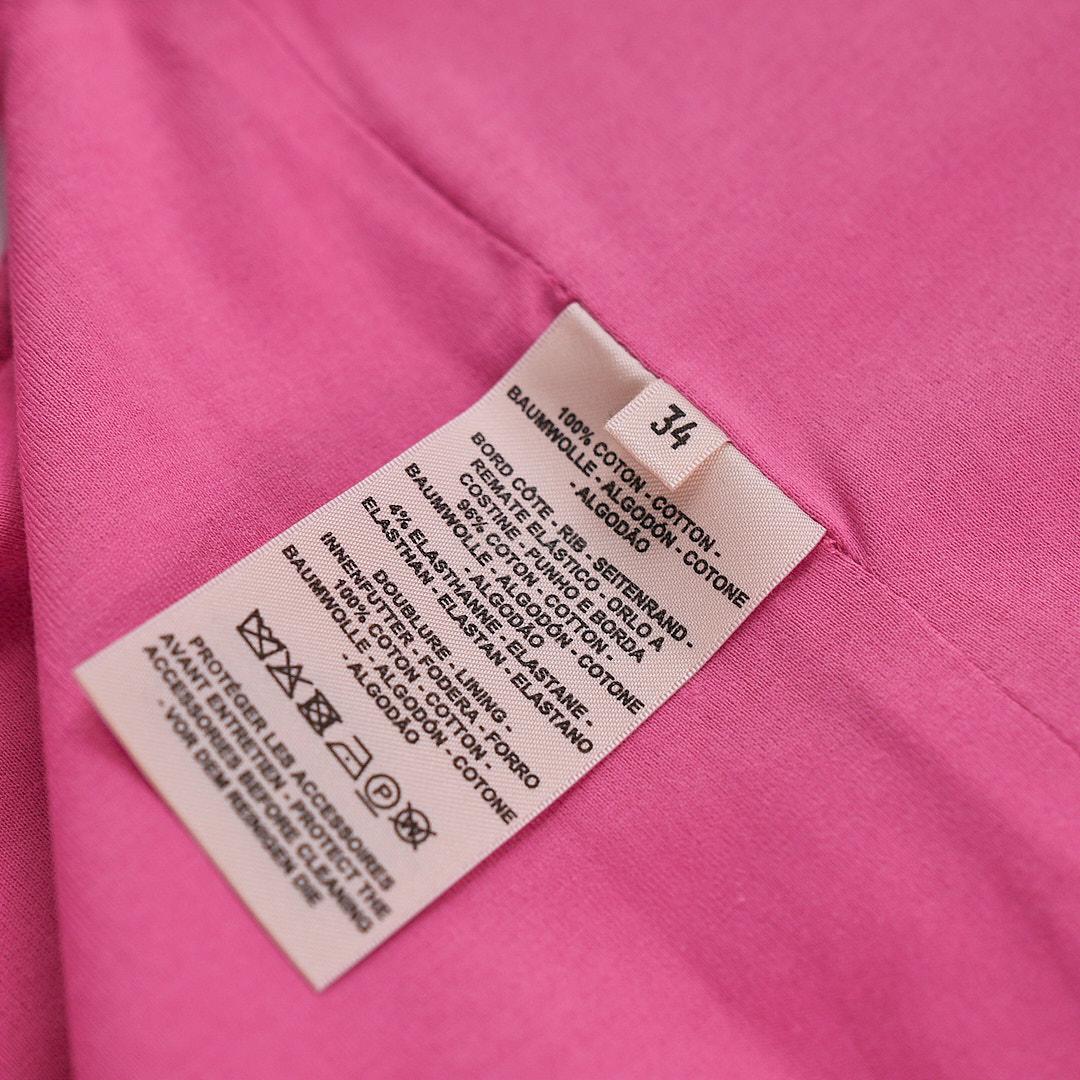 34
100% COTON - COTTON -
BAUMWOLLE - ALGODÓN - COTONE
- ALGODÃO
BORD CÔTE - RIB - SEITENRAND -
REMATE ELÁSTICO - ORLO A
COSTINE - PUNHO E BORDA
96% COTON - COTTON -
BAUMWOLLE - ALGODÓN - COTONE
- ALGODÃO
4% ELASTHANNE - ELASTANE -
ELASTHAN - ELASTAN - ELASTANO
DOUBLURE - LINING -
INNENFUTTER - FODERA - FORRO
100% COTON - COTTON -
BAUMWOLLE - ALGODÓN - COTONE
- ALGODÃO
P
W
PROTÉGER LES ACCESSOIRES
AVANT ENTRETIEN - PROTECT THE
ACCESSORIES BEFORE CLEANING
- VOR DEM REINIGEN DIE